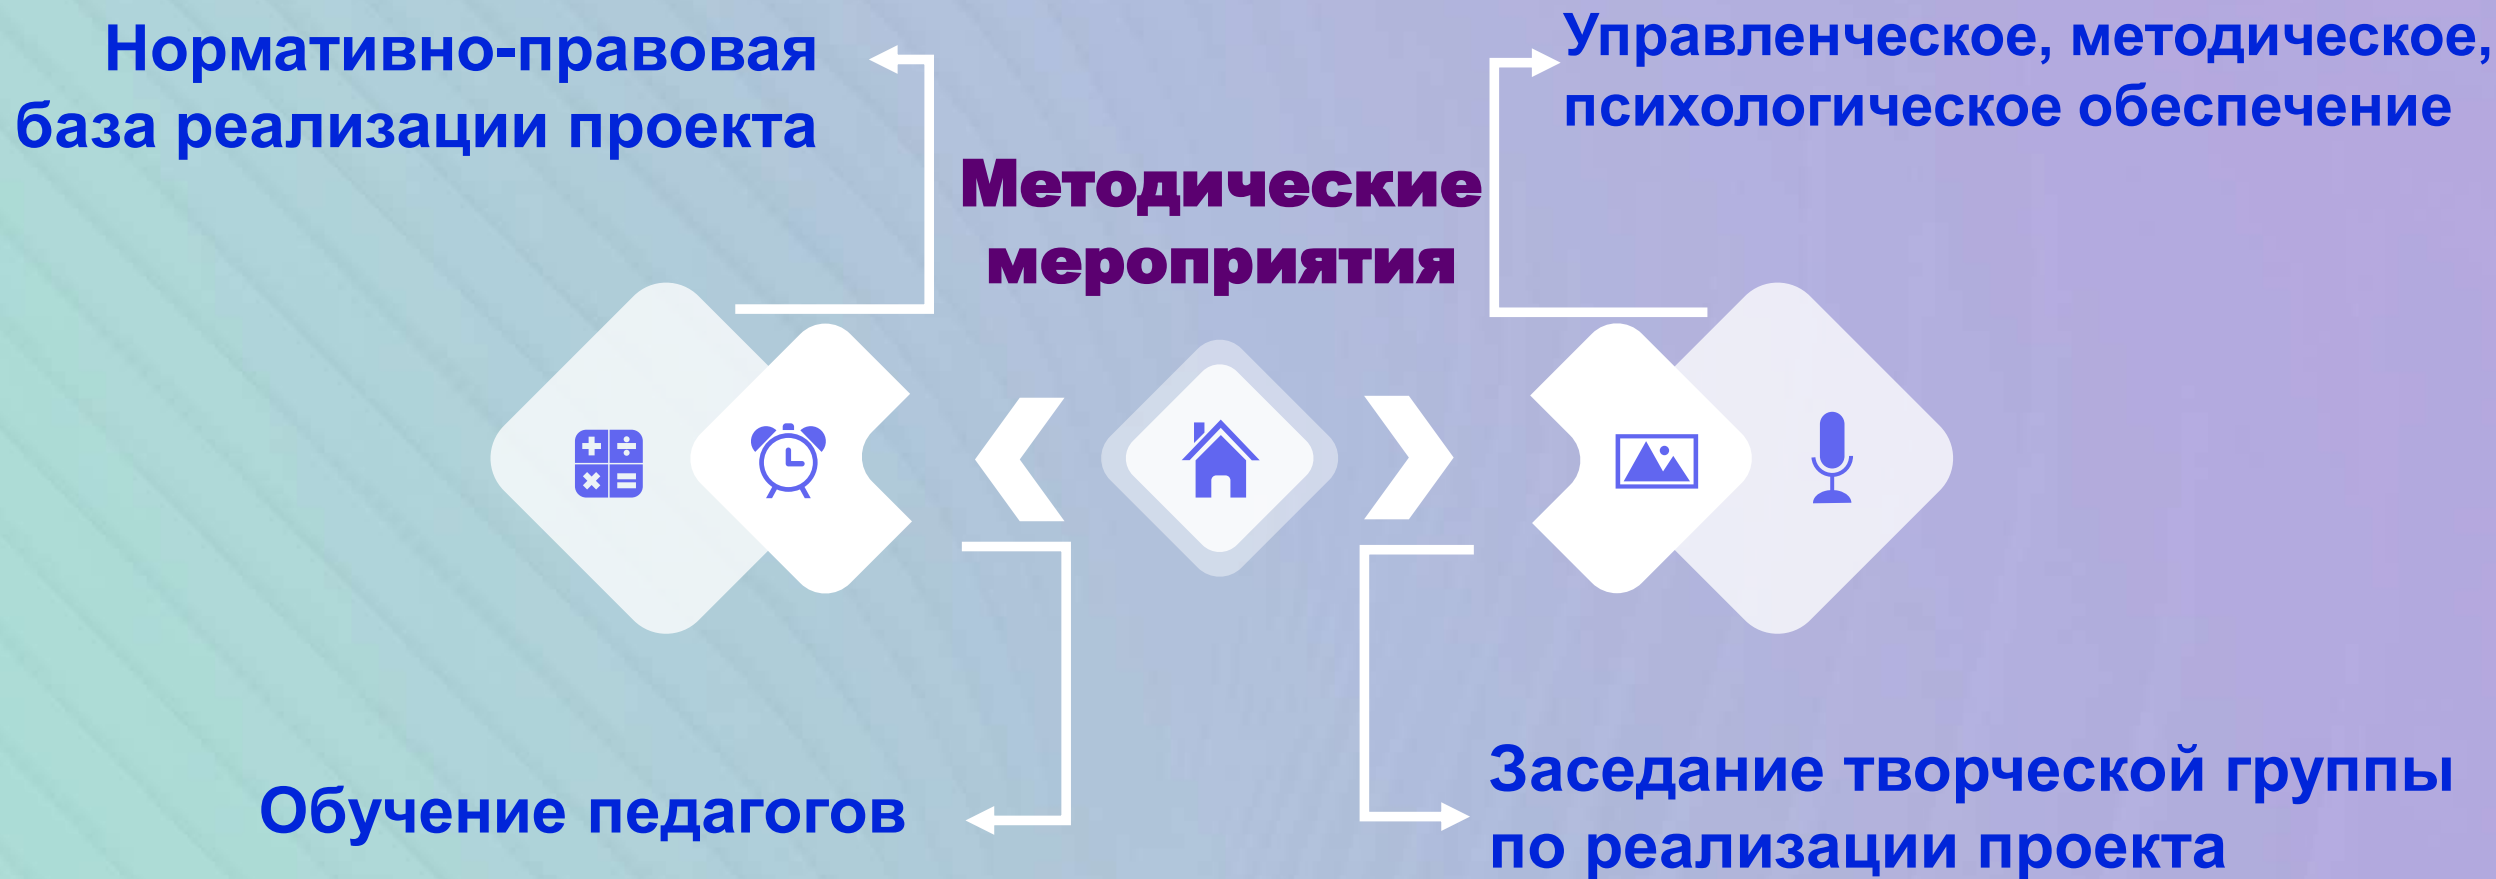 Нормативно-правовая
база реализации проекта
Управленческое, методическое,
психологическое обеспечение
Методические
мероприятия
Обучение педагогов
Заседание творческой группы
по реализации проекта